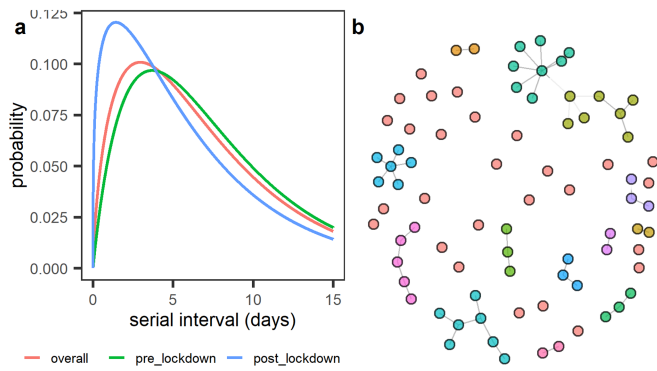 a
b
probability
0.125
0.100
0.075
0.050
0.025
0.000
0 5 10 15
serial interval (days)
overall pre_lockdown post_lockdown